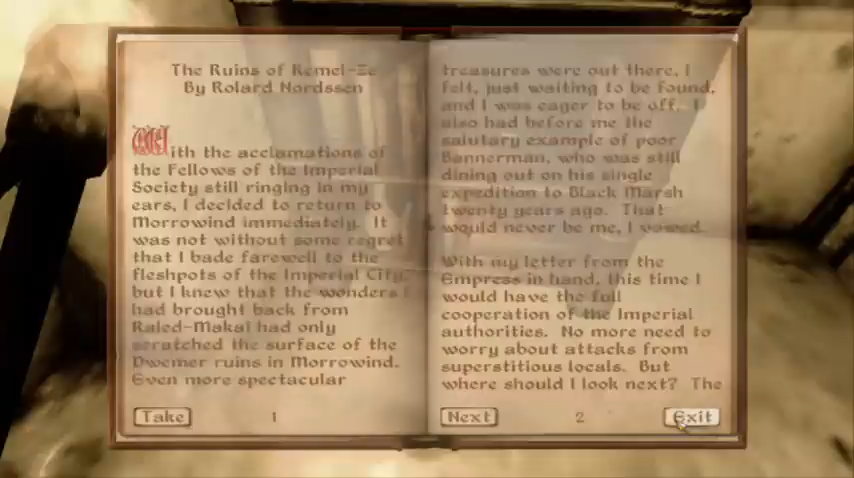 The Ruins of Kemel-Ze
By Rolard Nordssen
With the acclamations of
the Fellows of the Imperial
Society still ringing in my
ears, I decided to return to
Morrowind immediately. It
was not without some regret
that I bade farewell to the
fleshpots of the Imperial City,
but I knew that the wonders I
had brought back from
Raled-Makai had only
scratched the surface of the
Dwemer ruins in Morrowind.
Even more spectacular
Take
1
treasures were out there, I
felt, just waiting to be found,
and I was eager to be off. I
also had before me the
salutary example of poor
Bannerman, who was still
dining out on his single
expedition to Black Marsh
twenty years ago. That
would never be me, I vowed.
With my letter from the
Empress in hand, this time I
would have the full
cooperation of the Imperial
authorities. No more need to
worry about attacks from
superstitious locals. But
where should I look next? The
Next
2
Exit